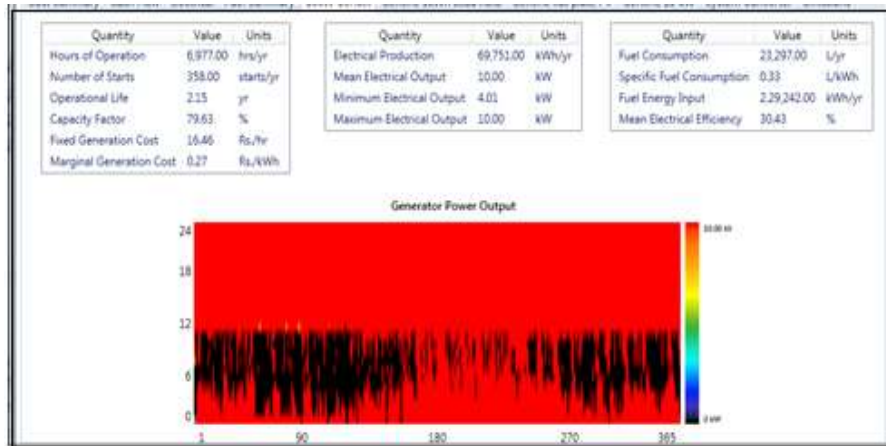 Quantity Value Units
Hours of Operation 6,977.00 hrs/yr
Number of Starts 358.00 starts/yr
Operational Life 2.15 yr
Capacity Factor 79.63 %
Fixed Generation Cost 16.46 Rs./hr
Marginal Generation Cost 0.27 Rs./kWh
Quantity Value Units
Electrical Production 69,751.00 kWh/yr
Mean Electrical Output 10.00 kW
Minimum Electrical Output 4.01 kW
Maximum Electrical Output 10.00 kW
Quantity Value Units
Fuel Consumption 23,297.00 L/yr
Specific Fuel Consumption 0.33 L/kWh
Fuel Energy Input 2,29,242.00 kWh/yr
Mean Electrical Efficiency 30.43 %
Generator Power Output
24
18
12
6
0
1 90 180 270 365
10.00 kW
0 kW